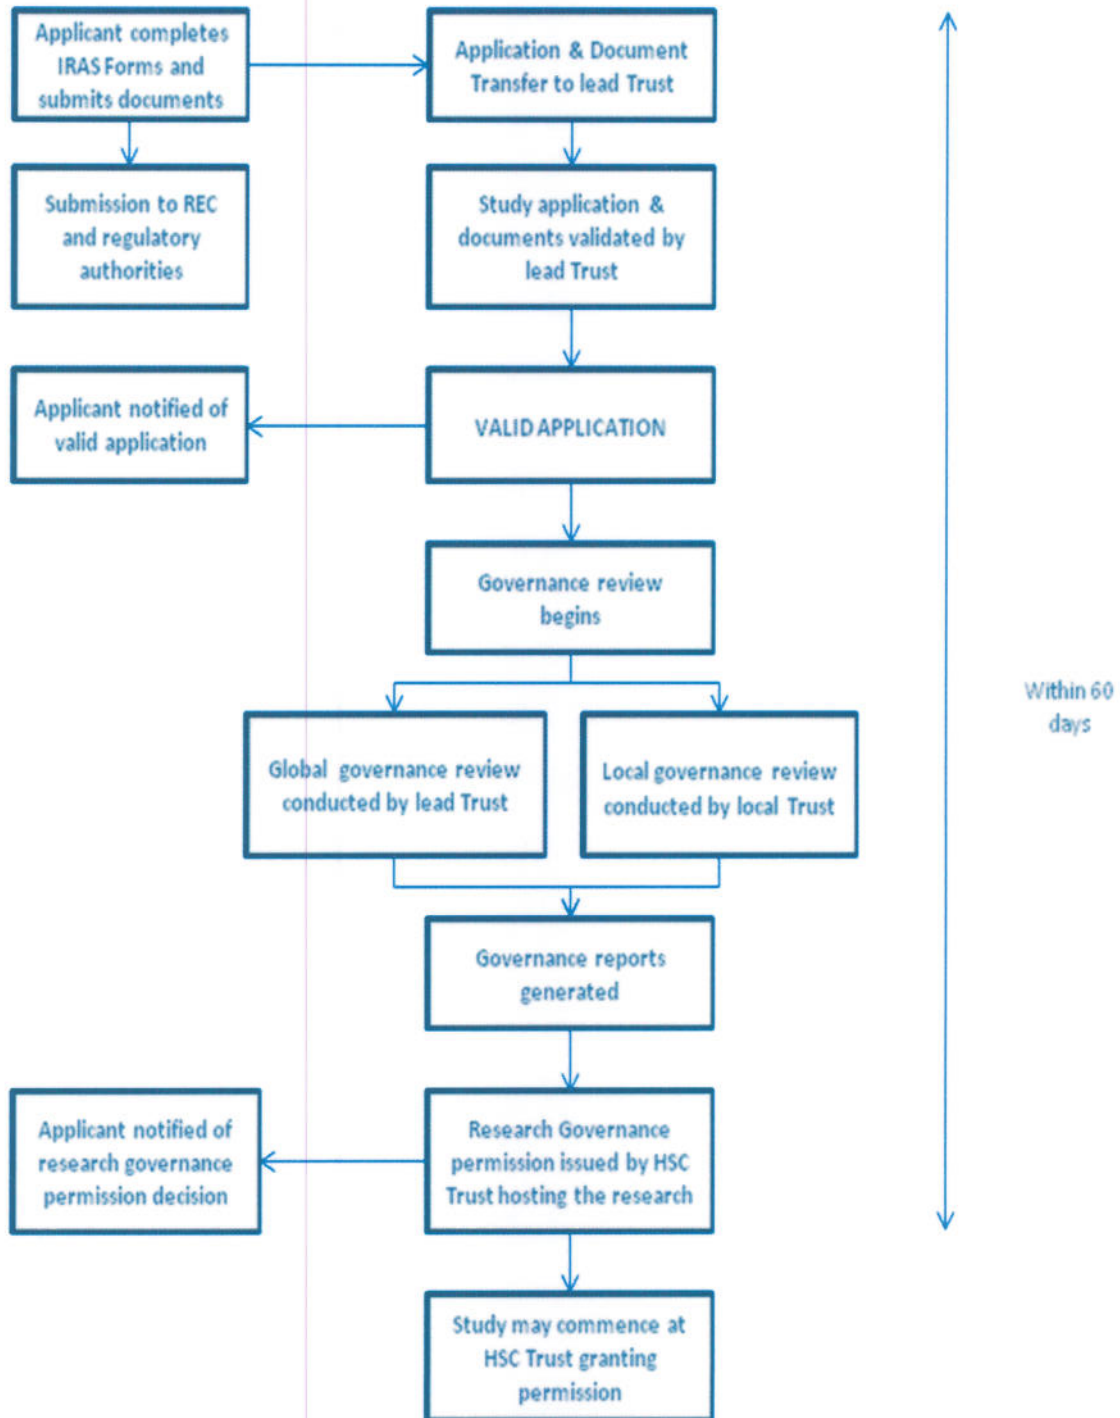 Applicant completes
IRAS Forms and
submits documents
Application & Document
Transfer to lead Trust
Submission to REC
and regulatory
authorities
Study application &
documents validated by
lead Trust
Applicant notified of
valid application
VALID APPLICATION
Governance review
begins
Within 60
days
Global governance review
conducted by lead Trust
Local governance review
conducted by local Trust
Governance reports
generated
Applicant notified of
research governance
permission decision
Research Governance
permission issued by HSC
Trust hosting the research
Study may commence at
HSC Trust granting
permission